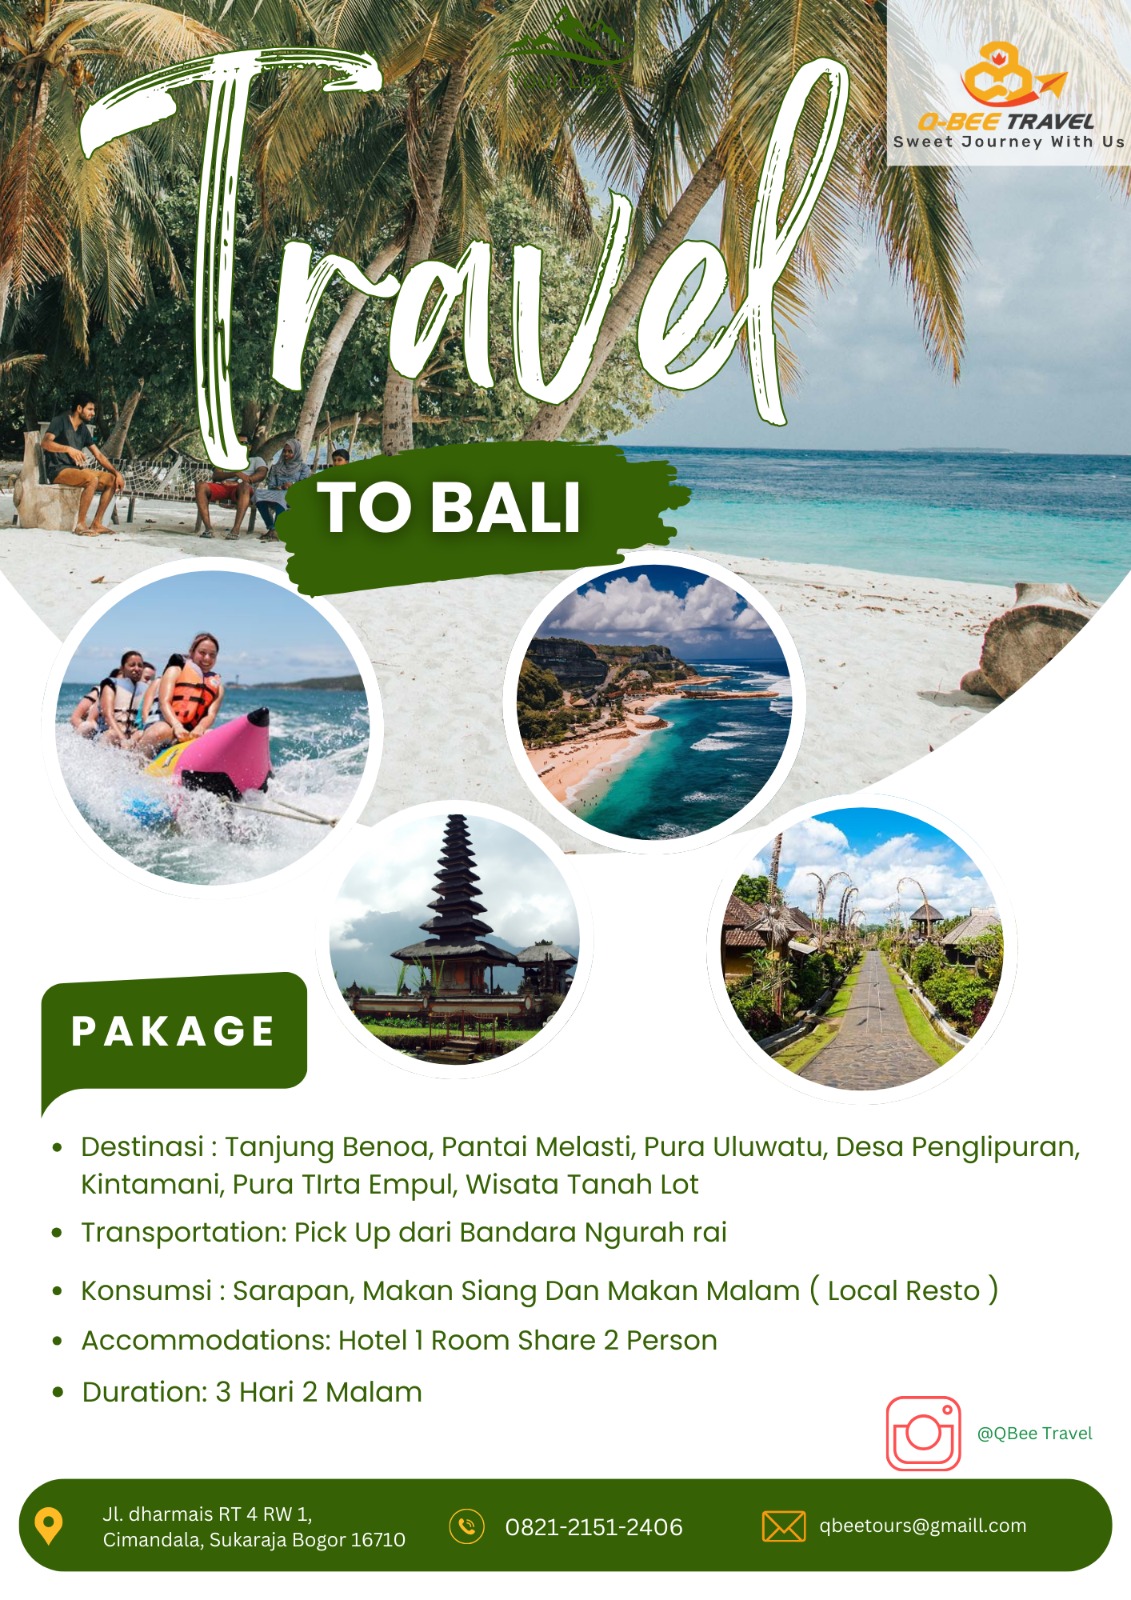 Travel
Q-BEE TRAVEL
Sweet Journey With Us
TO BALI
PAKAGE
• Destinasi : Tanjung Benoa, Pantai Melasti, Pura Uluwatu, Desa Penglipuran,
Kintamani, Pura TIrta Empul, Wisata Tanah Lot
• Transportation: Pick Up dari Bandara Ngurah rai
• Konsumsi : Sarapan, Makan Siang Dan Makan Malam ( Local Resto )
• Accommodations: Hotel 1 Room Share 2 Person
• Duration: 3 Hari 2 Malam
@QBee Travel
Jl. dharmais RT 4 RW 1,
Cimandala, Sukaraja Bogor 16710
0821-2151-2406
qbeetours@gmaill.com